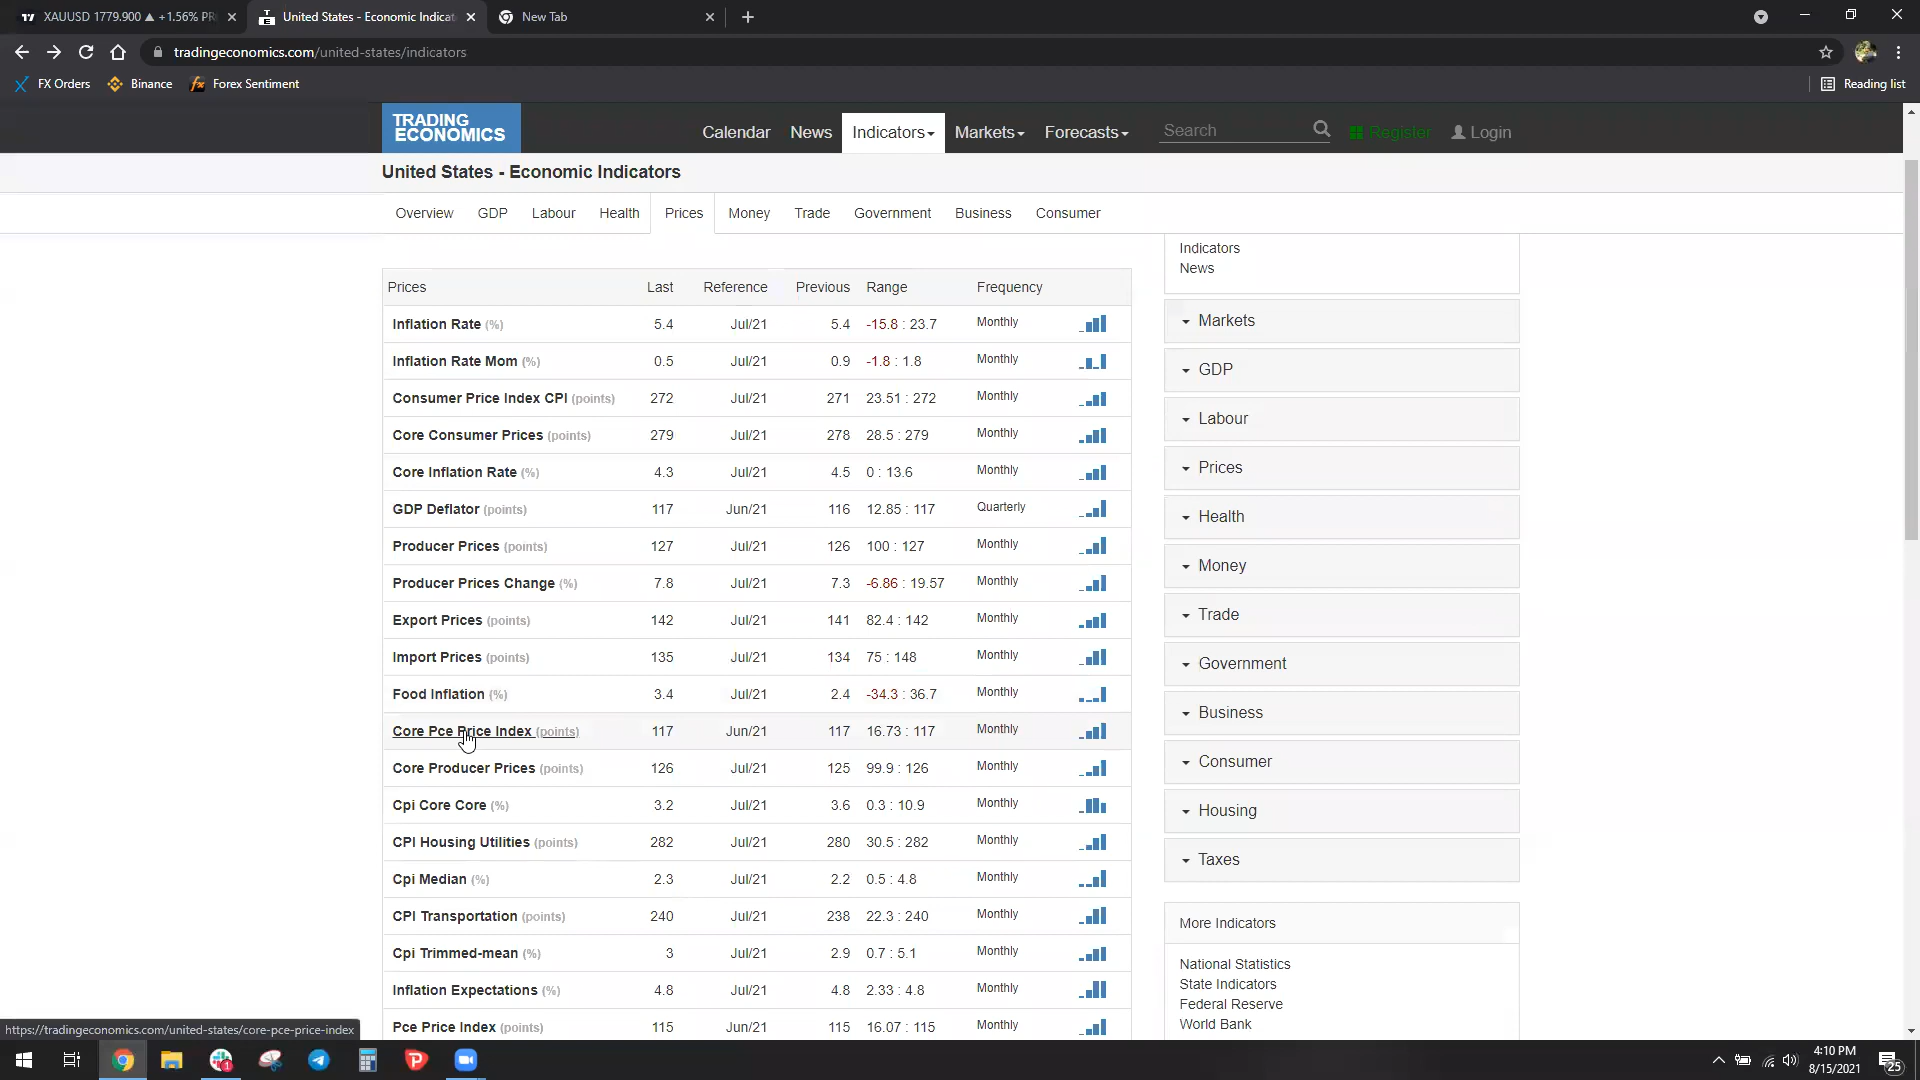 XAUUSD 1779.900 ▲ +1.56% PR
United States - Economic Indicat
New Tab
tradingeconomics.com/united-states/indicators
FX Orders
Binance
Forex Sentiment
Reading list
TRADING
ECONOMICS
Calendar
News
Indicators
Markets
Forecasts
Search
Register
Login
United States - Economic Indicators
Overview
GDP
Labour
Health
Prices
Money
Trade
Government
Business
Consumer
Prices Last Reference Previous Range Frequency
Inflation Rate (%) 5.4 Jul/21 5.4 -15.8 : 23.7 Monthly
Inflation Rate Mom (%) 0.5 Jul/21 0.9 -1.8 : 1.8 Monthly
Consumer Price Index CPI (points) 272 Jul/21 271 23.51 : 272 Monthly
Core Consumer Prices (points) 279 Jul/21 278 28.5 : 279 Monthly
Core Inflation Rate (%) 4.3 Jul/21 4.5 0 : 13.6 Monthly
GDP Deflator (points) 117 Jun/21 116 12.85 : 117 Quarterly
Producer Prices (points) 127 Jul/21 126 100 : 127 Monthly
Producer Prices Change (%) 7.8 Jul/21 7.3 -6.86 : 19.57 Monthly
Export Prices (points) 142 Jul/21 141 82.4 : 142 Monthly
Import Prices (points) 135 Jul/21 134 75 : 148 Monthly
Food Inflation (%) 3.4 Jul/21 2.4 -34.3 : 36.7 Monthly
Core Pce Price Index (points) 117 Jun/21 117 16.73 : 117 Monthly
Core Producer Prices (points) 126 Jul/21 125 99.9 : 126 Monthly
Cpi Core Core (%) 3.2 Jul/21 3.6 0.3 : 10.9 Monthly
CPI Housing Utilities (points) 282 Jul/21 280 30.5 : 282 Monthly
Cpi Median (%) 2.3 Jul/21 2.2 0.5 : 4.8 Monthly
CPI Transportation (points) 240 Jul/21 238 22.3 : 240 Monthly
Cpi Trimmed-mean (%) 3 Jul/21 2.9 0.7 : 5.1 Monthly
Inflation Expectations (%) 4.8 Jul/21 4.8 2.33 : 4.8 Monthly
Pce Price Index (points) 115 Jun/21 115 16.07 : 115 Monthly
Indicators
News
Markets
GDP
Labour
Prices
Health
Money
Trade
Government
Business
Consumer
Housing
Taxes
More Indicators
National Statistics
State Indicators
Federal Reserve
World Bank
https://tradingeconomics.com/united-states/core-pce-price-index
1
4:10 PM
8/15/2021
25